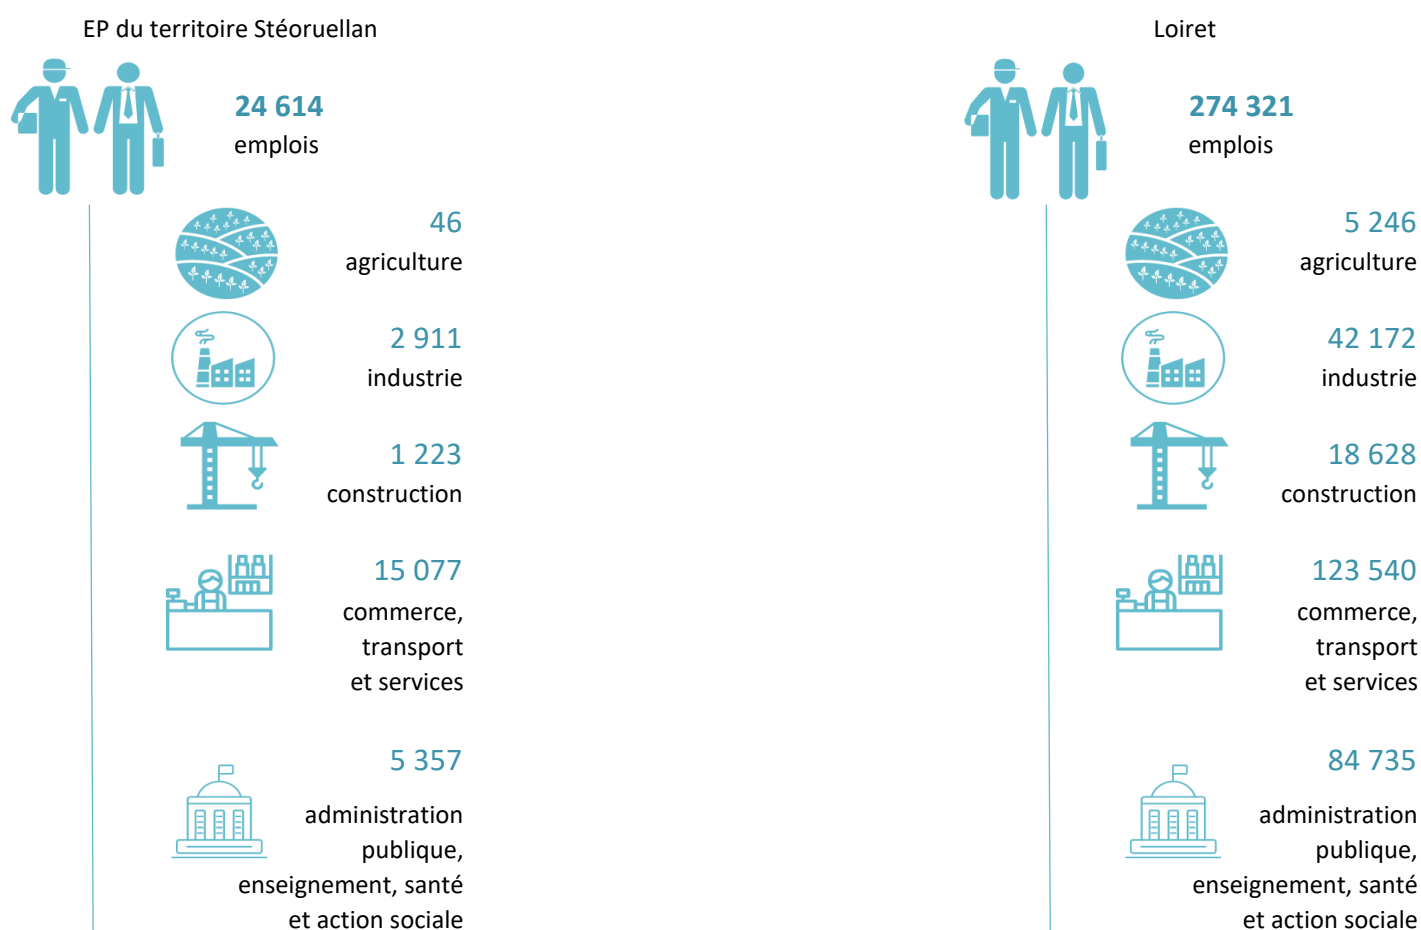 EP du territoire Stéoruellan
24 614
emplois
46
agriculture
2 911
industrie
1 223
construction
15 077
commerce,
transport
et services
5 357
administration
publique,
enseignement, santé
et action sociale
Loiret
274 321
emplois
5 246
agriculture
42 172
industrie
18 628
construction
123 540
commerce,
transport
et services
84 735
administration
publique,
enseignement, santé
et action sociale